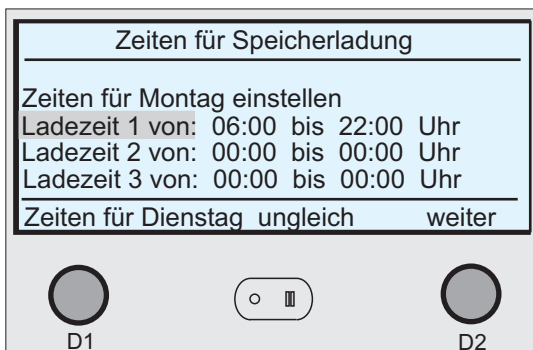 Zeiten für Speicherladung
Zeiten für Montag einstellen
Ladezeit 1 von: 06:00 bis 22:00 Uhr
Ladezeit 2 von: 00:00 bis 00:00 Uhr
Ladezeit 3 von: 00:00 bis 00:00 Uhr
Zeiten für Dienstag ungleich weiter
D1 D2